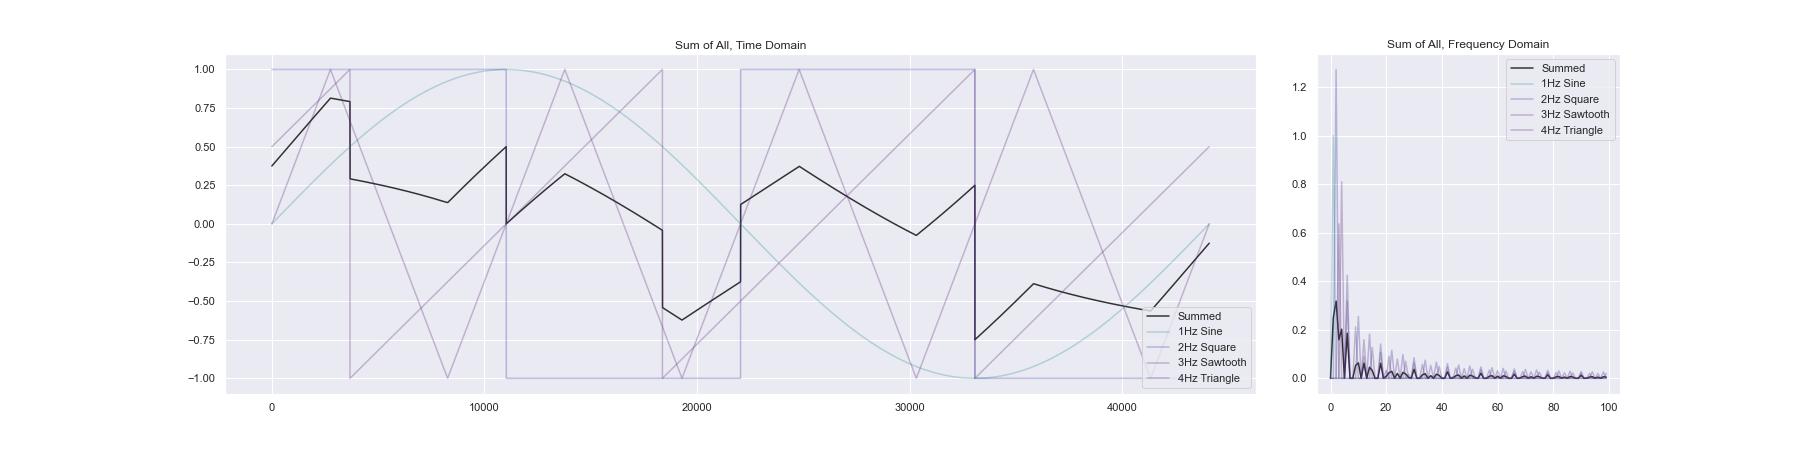 Sum of All, Time Domain
1.00
0.75
0.50
0.25
0.00
−0.25
−0.50
−0.75
−1.00
0
10000
20000
30000
40000
Summed
1Hz Sine
2Hz Square
3Hz Sawtooth
4Hz Triangle
Sum of All, Frequency Domain
1.2
1.0
0.8
0.6
0.4
0.2
0.0
0
20
40
60
80
100
Summed
1Hz Sine
2Hz Square
3Hz Sawtooth
4Hz Triangle